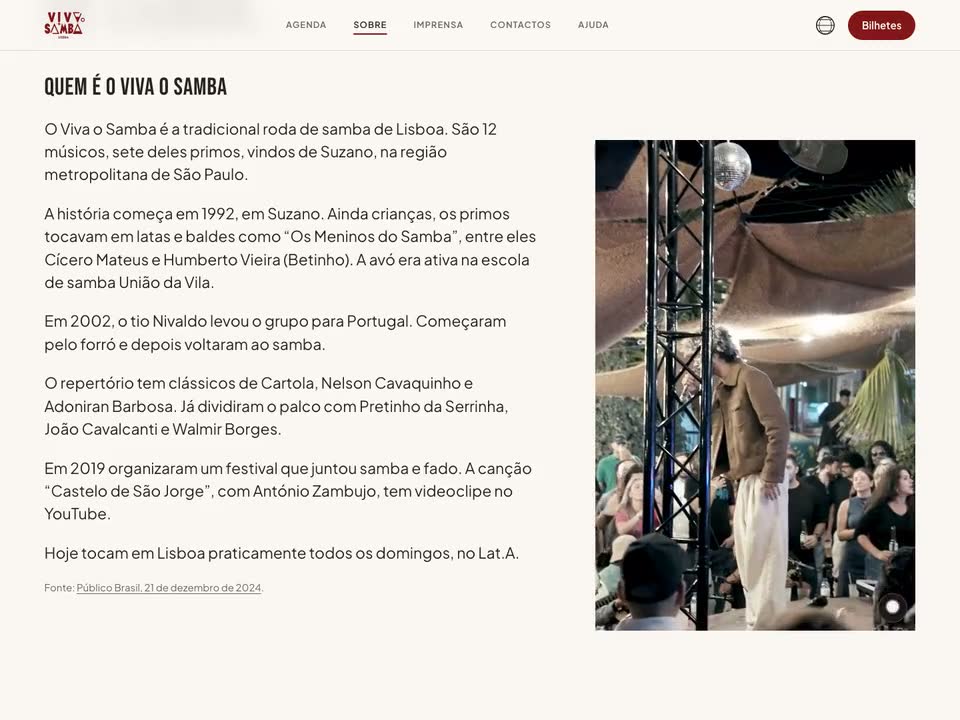 VIVA O
SAMBA
LISBOA
AGENDA
SOBRE
IMPRENSA
CONTACTOS
AJUDA
Bilhetes
QUEM É O VIVA O SAMBA
O Viva o Samba é a tradicional roda de samba de Lisboa. São 12
músicos, sete deles primos, vindos de Suzano, na região
metropolitana de São Paulo.
A história começa em 1992, em Suzano. Ainda crianças, os primos
tocavam em latas e baldes como “Os Meninos do Samba”, entre eles
Cícero Mateus e Humberto Vieira (Betinho). A avó era ativa na escola
de samba União da Vila.
Em 2002, o tio Nivaldo levou o grupo para Portugal. Começaram
pelo forró e depois voltaram ao samba.
O repertório tem clássicos de Cartola, Nelson Cavaquinho e
Adoniran Barbosa. Já dividiram o palco com Pretinho da Serrinha,
João Cavalcanti e Walmir Borges.
Em 2019 organizaram um festival que juntou samba e fado. A canção
“Castelo de São Jorge”, com António Zambujo, tem videoclipe no
YouTube.
Hoje tocam em Lisboa praticamente todos os domingos, no Lat.A.
Fonte: Público Brasil, 21 de dezembro de 2024.